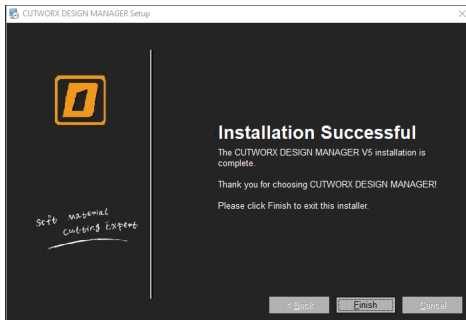 CUTWORX DESIGN MANAGER Setup
Installation Successful
The CUTWORX DESIGN MANAGER V5 installation is
complete.
Thank you for choosing CUTWORX DESIGN MANAGER!
Please click Finish to exit this installer.
Soft Material
Cutting Expert
< Back
Finish
Cancel